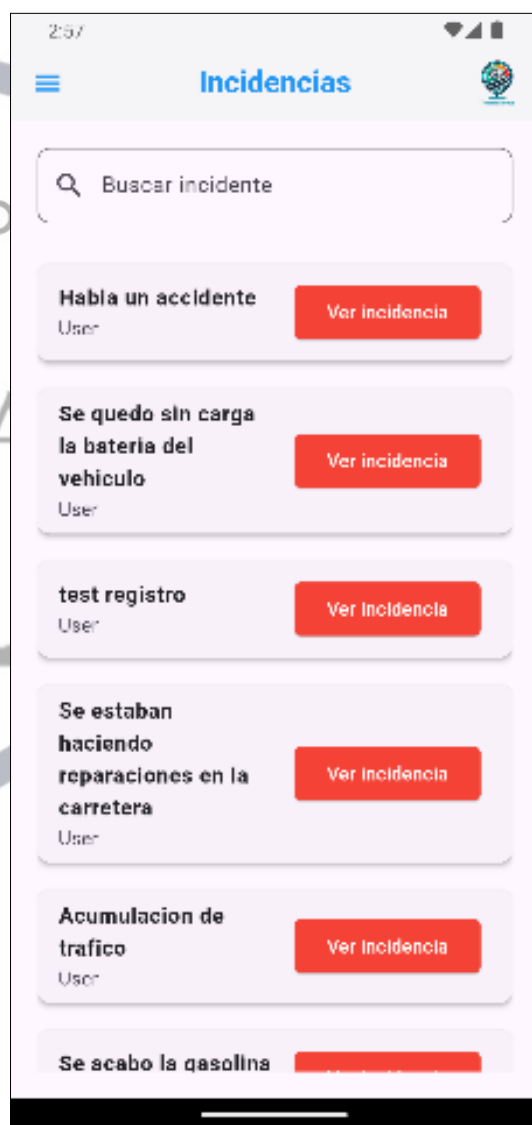 2:57
Incidencias
Buscar incidente
Habia un accidente
User
Ver incidencia
Se quedo sin carga
la bateria del
vehiculo
User
Ver incidencia
test registro
User
Ver incidencia
Se estaban
haciendo
reparaciones en la
carretera
User
Ver incidencia
Acumulacion de
trafico
User
Ver incidencia
Se acabo la gasolina